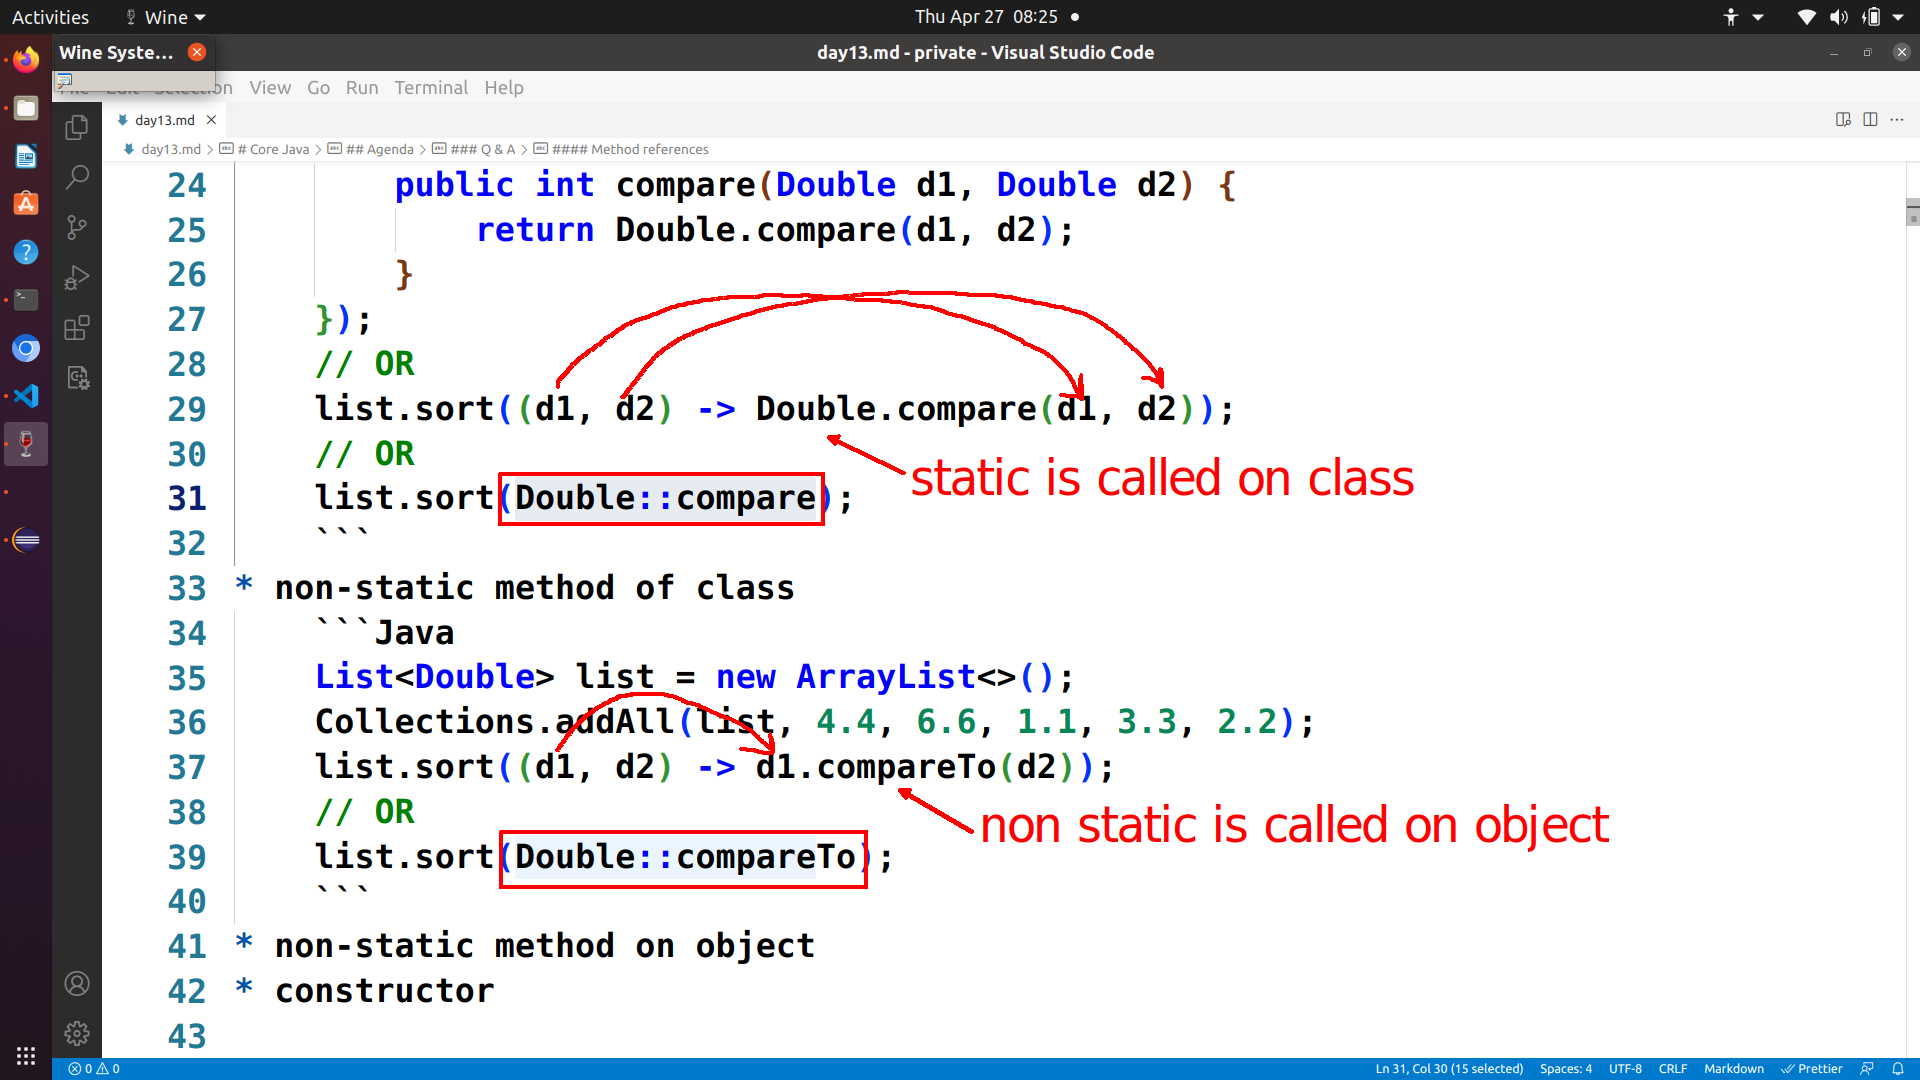 Activities
Wine
Thu Apr 27 08:25
Wine Syste...
day13.md - private - Visual Studio Code
Selection View Go Run Terminal Help
day13.md
day13.md > # Core Java > ## Agenda > ### Q & A > #### Method references
24 public int compare(Double d1, Double d2) {
25 return Double.compare(d1, d2);
26 }
27 });
28 // OR
29 list.sort((d1, d2) -> Double.compare(d1, d2));
30 // OR
static is called on class
31 list.sort(Double::compare);
32 ```
33 * non-static method of class
34 ```Java
35 List<Double> list = new ArrayList<>();
36 Collections.addAll(list, 4.4, 6.6, 1.1, 3.3, 2.2);
37 list.sort((d1, d2) -> d1.compareTo(d2));
38 // OR
non static is called on object
39 list.sort(Double::compareTo);
40 ```
41 * non-static method on object
42 * constructor
43
0 0
Ln 31, Col 30 (15 selected) Spaces: 4 UTF-8 CRLF Markdown Prettier